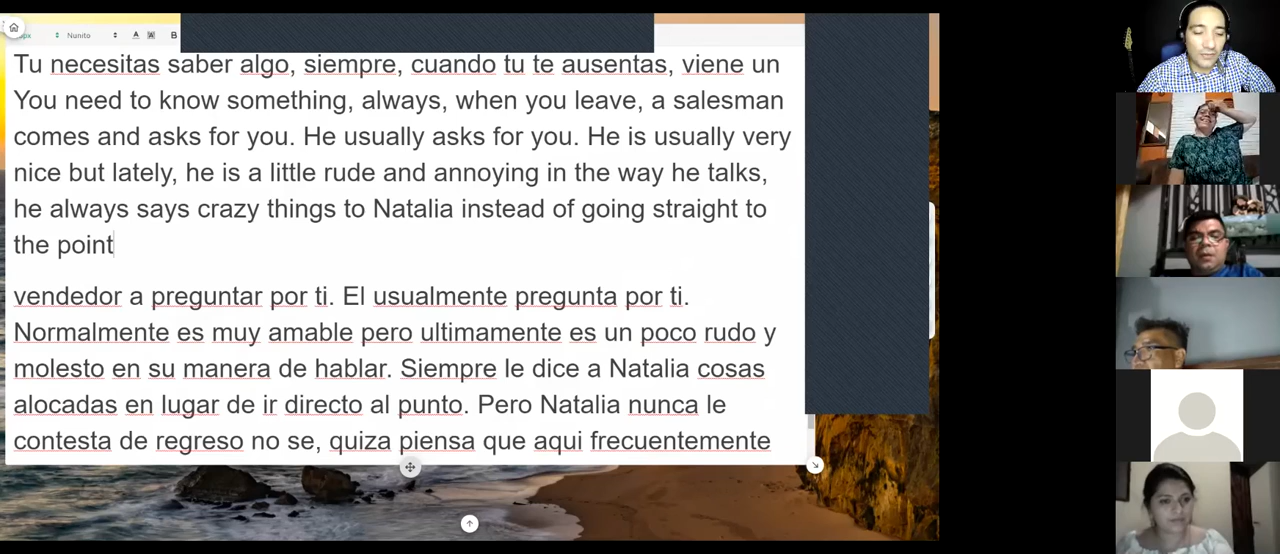 px Nunito A A B
Tu necesitas saber algo, siempre, cuando tu te ausentas, viene un
You need to know something, always, when you leave, a salesman
comes and asks for you. He usually asks for you. He is usually very
nice but lately, he is a little rude and annoying in the way he talks,
he always says crazy things to Natalia instead of going straight to
the point
vendedor a preguntar por ti. El usualmente pregunta por ti.
Normalmente es muy amable pero ultimamente es un poco rudo y
molesto en su manera de hablar. Siempre le dice a Natalia cosas
alocadas en lugar de ir directo al punto. Pero Natalia nunca le
contesta de regreso no se, quiza piensa que aqui frecuentemente